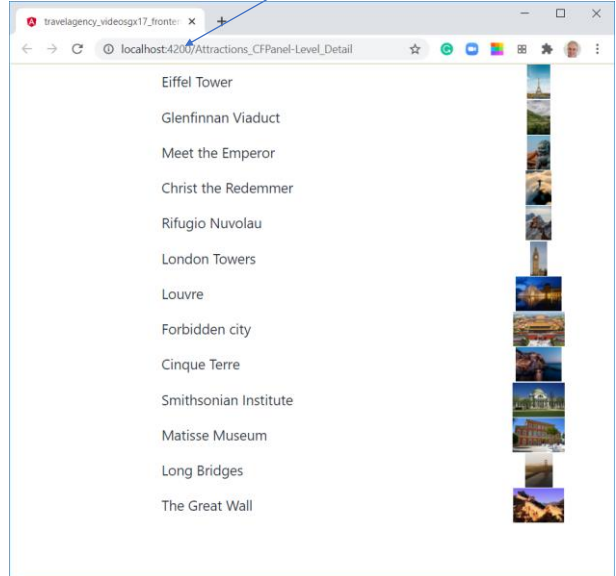 travelagency_videosgx17_fronter
localhost:4200/Attractions_CFPanel-Level_Detail
Eiffel Tower
Glenfinnan Viaduct
Meet the Emperor
Christ the Redemmer
Rifugio Nuvolau
London Towers
Louvre
Forbidden city
Cinque Terre
Smithsonian Institute
Matisse Museum
Long Bridges
The Great Wall